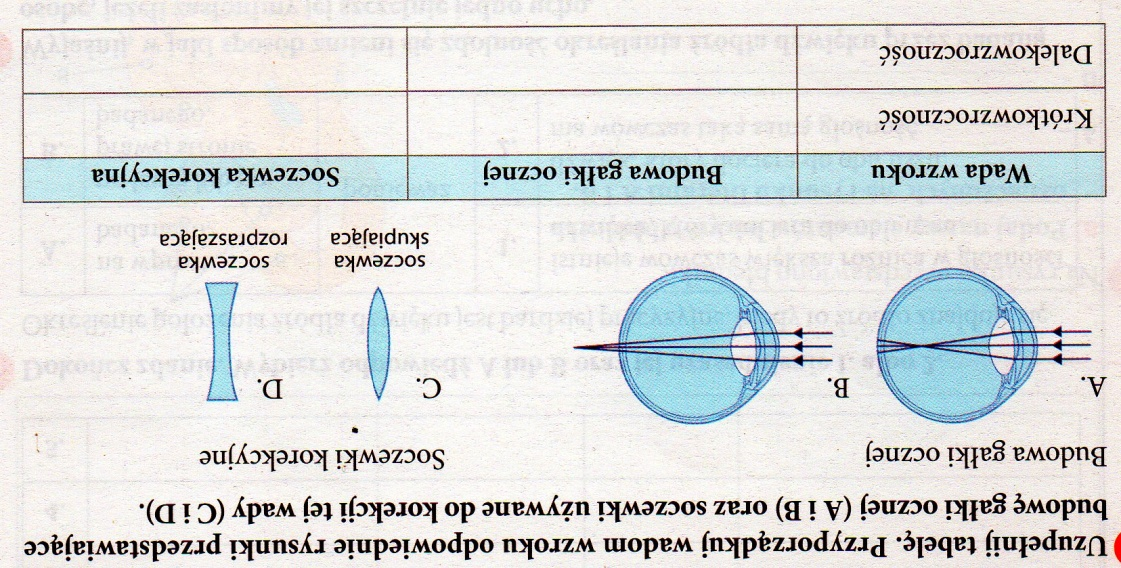 Uzupełnij tabelę. Przyporządkuj wadom wzroku odpowiednie rysunki przedstawiające
budowę gałki ocznej (A i B) oraz soczewki używane do korekcji tej wady (C i D).
Budowa gałki ocznej
Soczewki korekcyjne
A.
B.
C.
D.
soczewka
skupiająca
soczewka
rozpraszająca
Wada wzroku Budowa gałki ocznej Soczewka korekcyjna
Krótkowzroczność
Dalekowzroczność